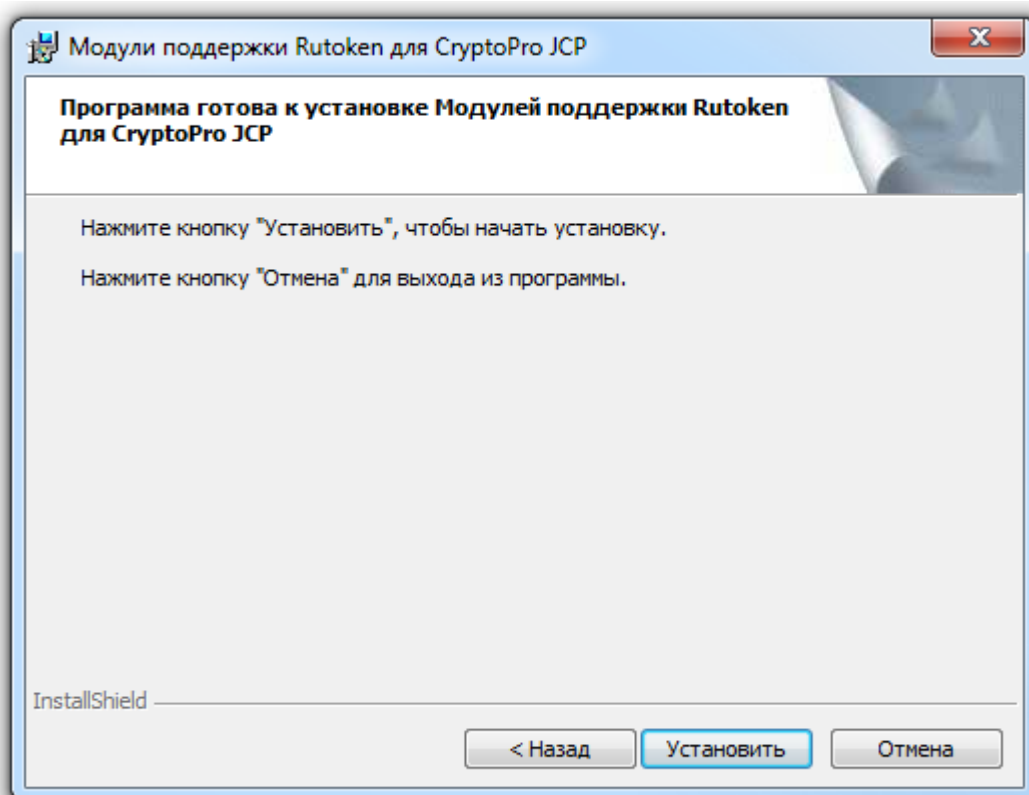 Модули поддержки Rutoken для CryptoPro JCP
Программа готова к установке Модулей поддержки Rutoken
для CryptoPro JCP
Нажмите кнопку "Установить", чтобы начать установку.
Нажмите кнопку "Отмена" для выхода из программы.
InstallShield
< Назад
Установить
Отмена